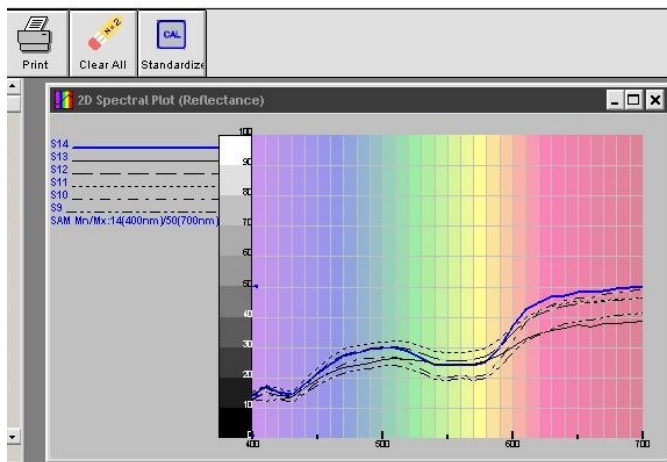 N=2
CAL
Print
Clear All
Standardize
2D Spectral Plot (Reflectance)
S14
S13
S12
S11
S10
S9
SAM Mn/Mx:14(400nm)/50(700nm)
100
90
80
70
60
50
40
30
20
10
0
400
500
600
700